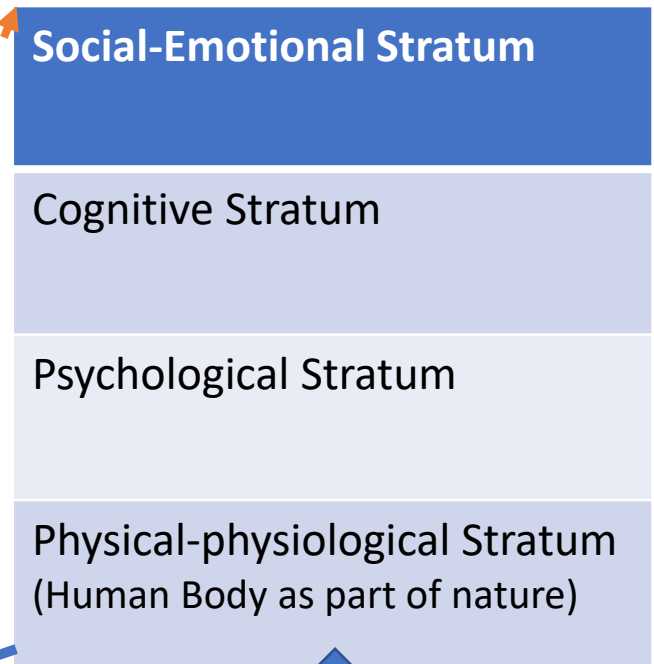 Social-Emotional Stratum
Cognitive Stratum
Psychological Stratum
Physical-physiological Stratum
(Human Body as part of nature)